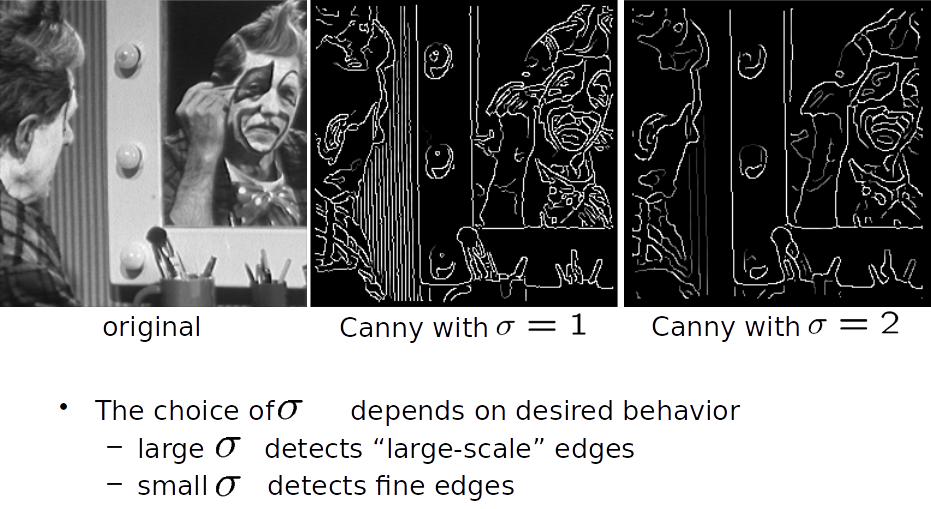 original
Canny with σ = 1
Canny with σ = 2
• The choice of σ depends on desired behavior
– large σ detects “large-scale” edges
– small σ detects fine edges